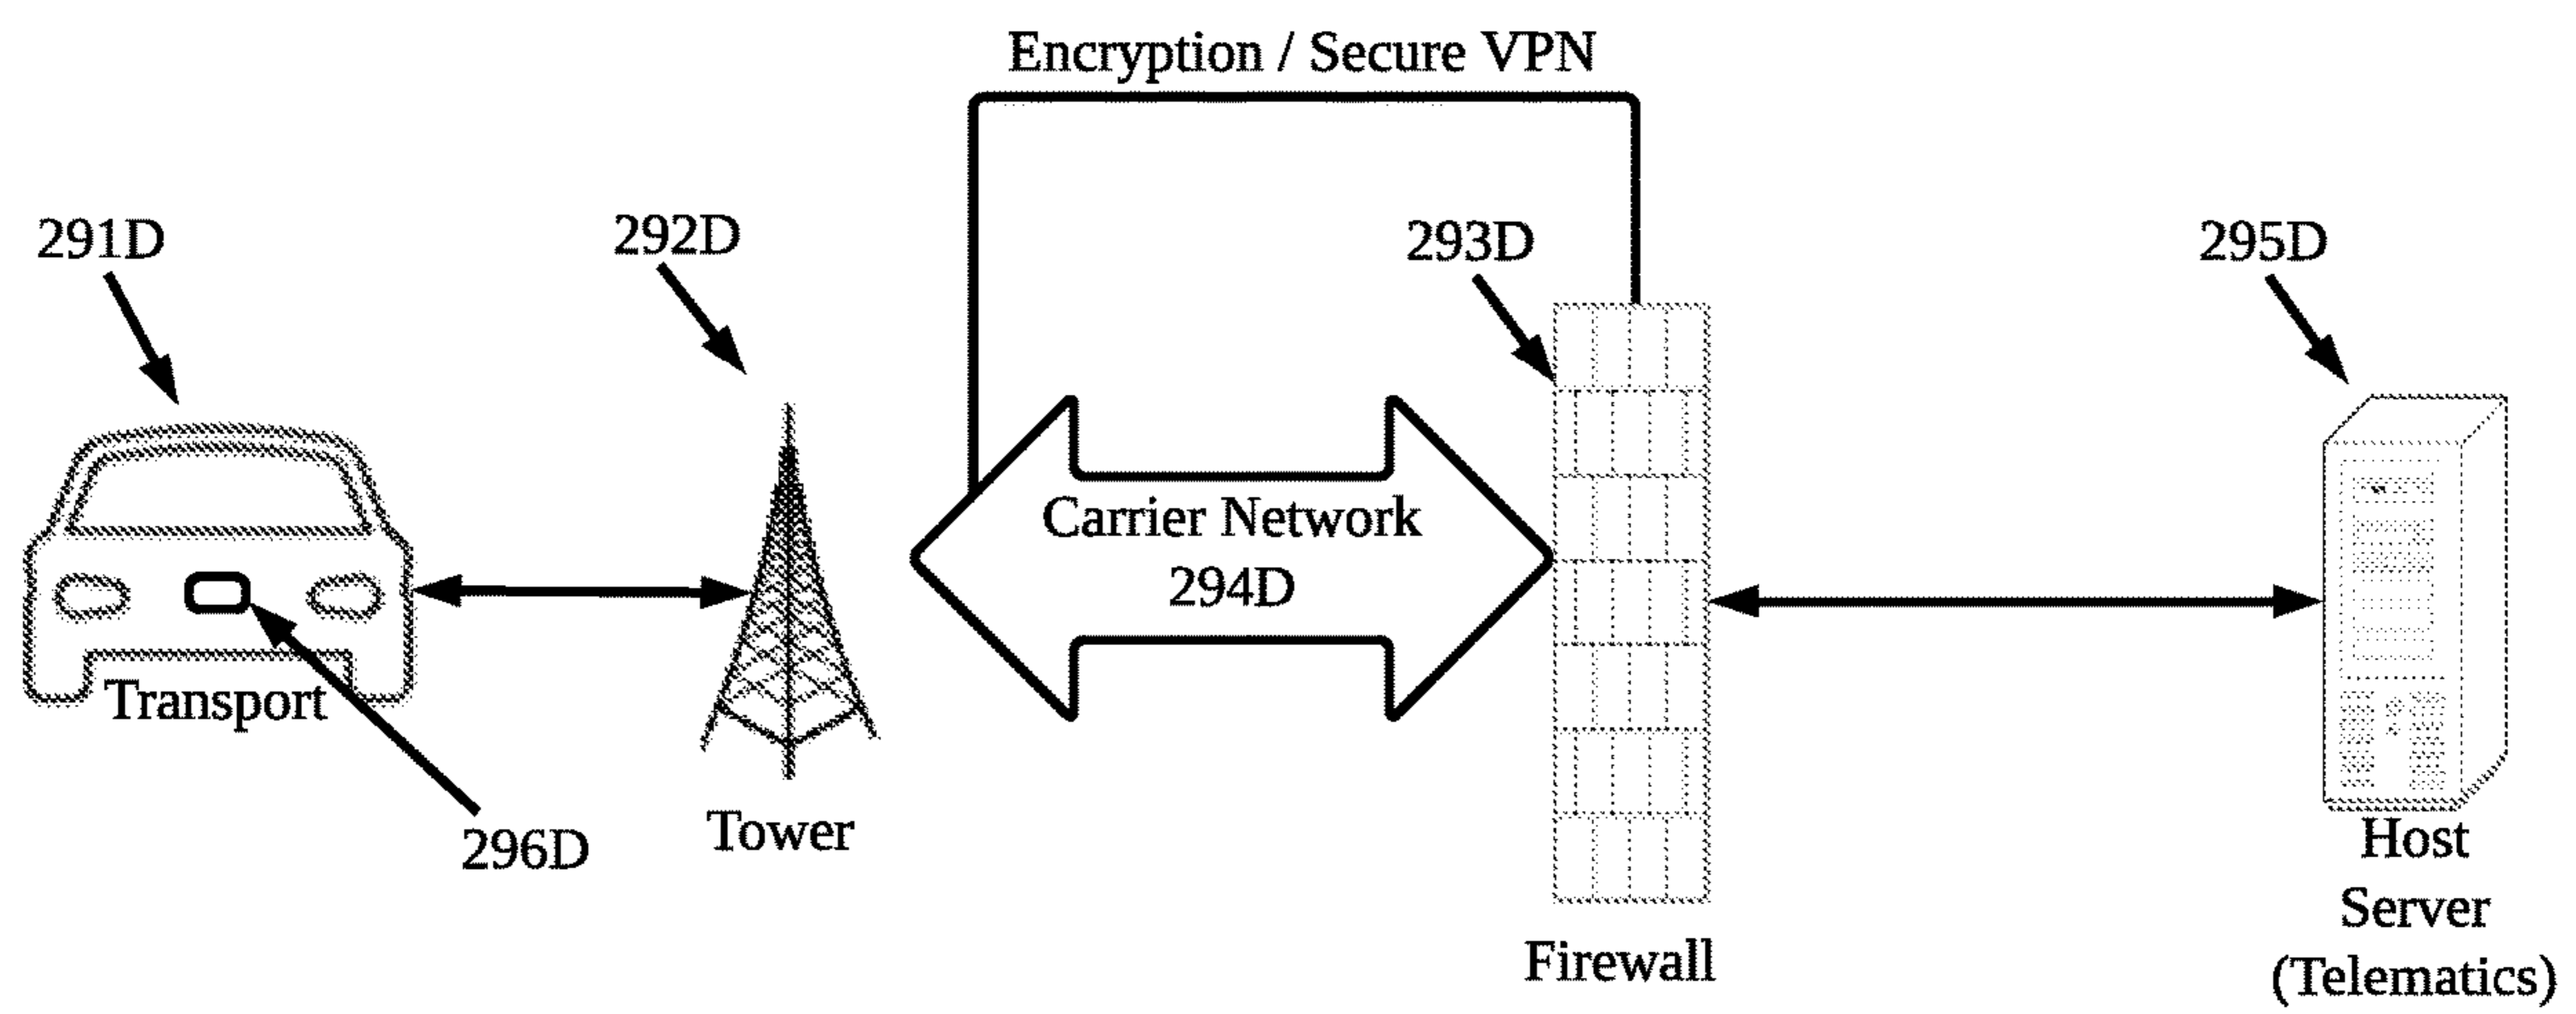 Encryption / Secure VPN
291D
292D
293D
295D
Carrier Network
294D
Transport
296D
Tower
Firewall
Host
Server
(Telematics)